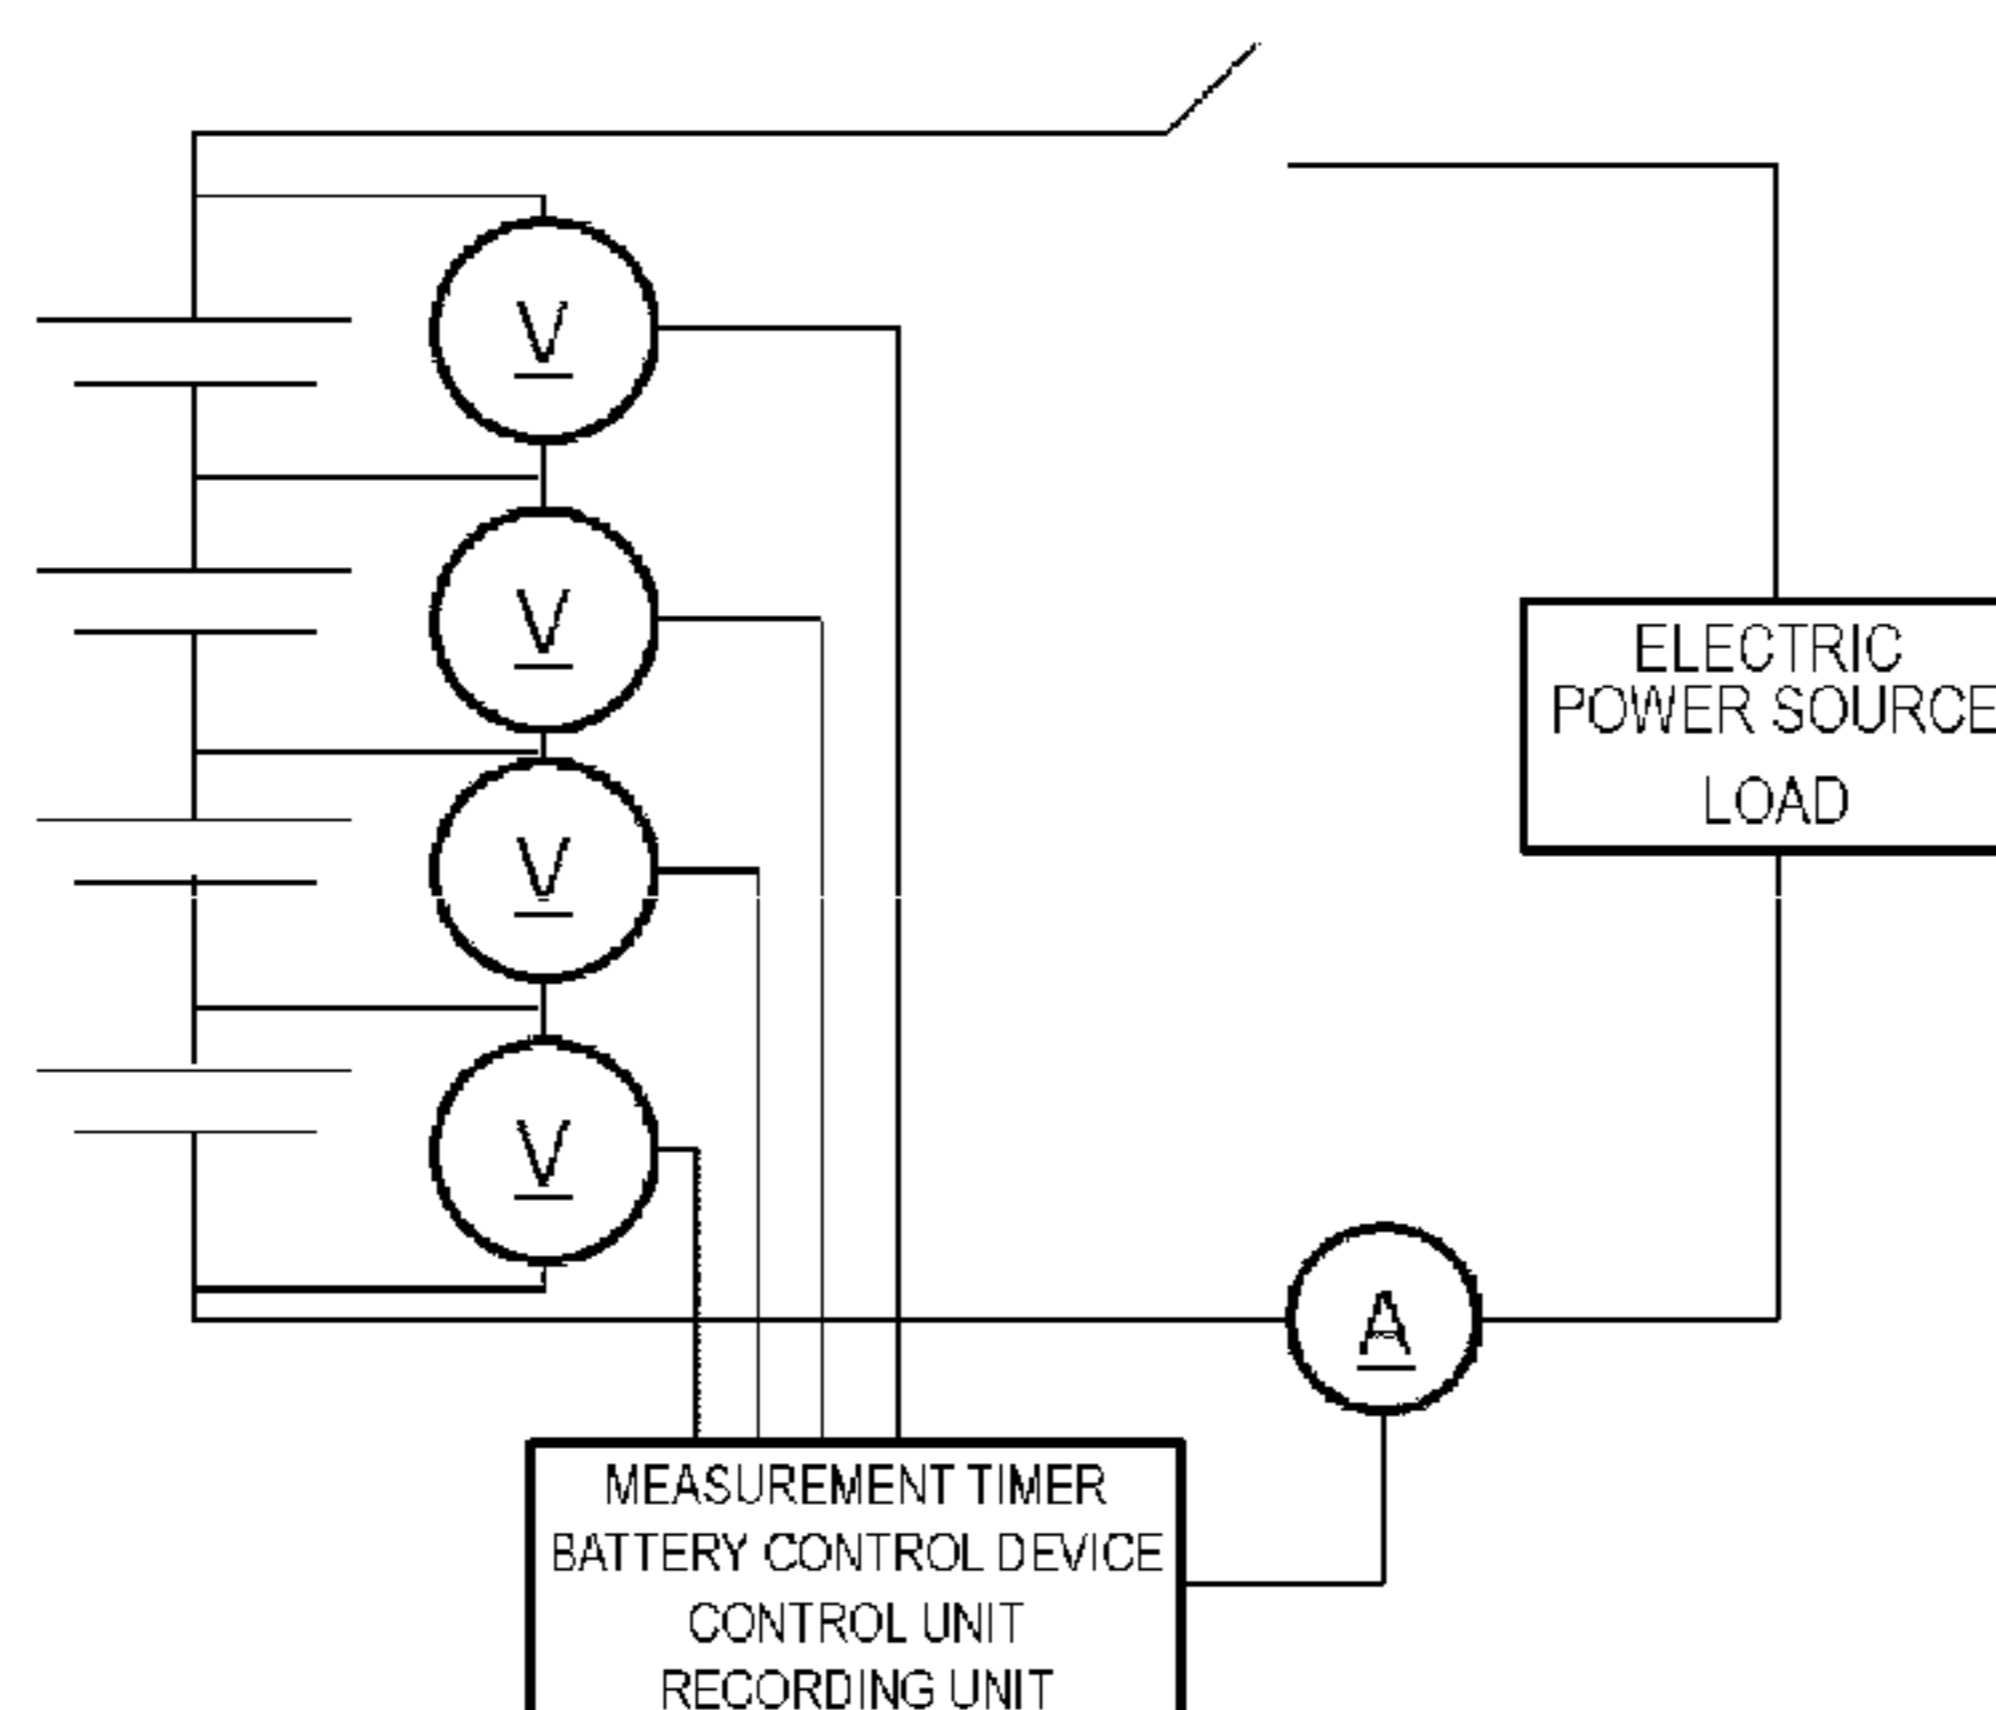 V
V
ELECTRIC
POWER SOURCE
LOAD
V
V
A
MEASUREMENT TIMER
BATTERY CONTROL DEVICE
CONTROL UNIT
RECORDING UNIT